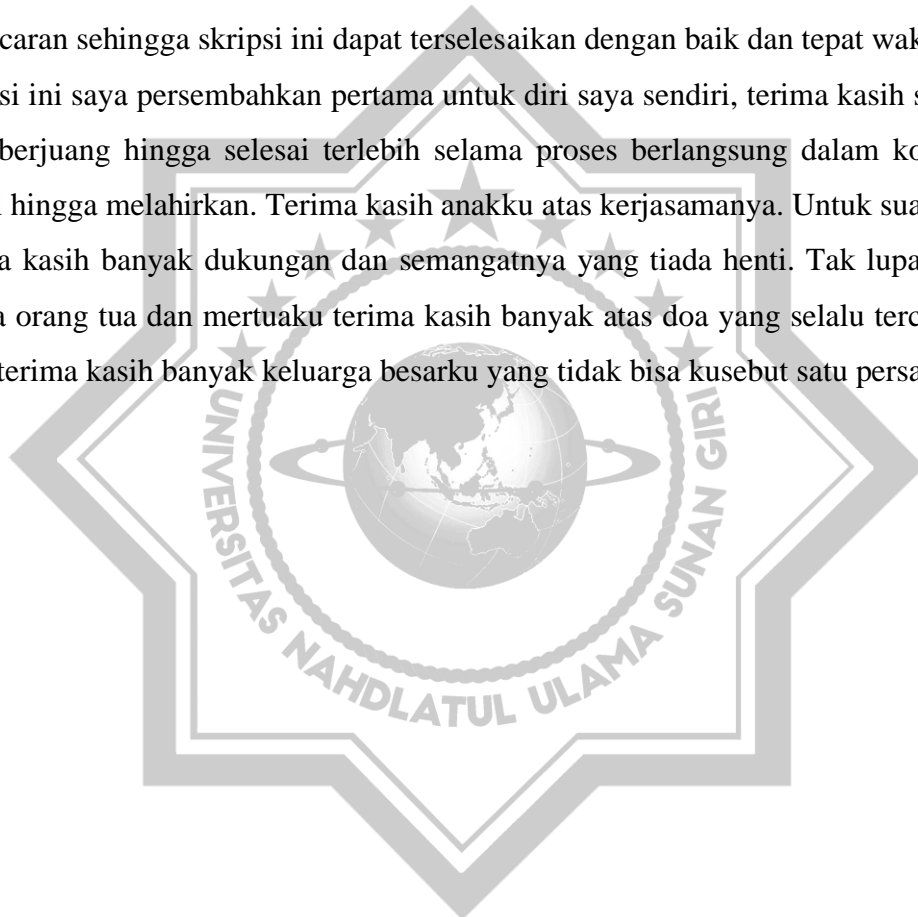 caran sehingga skripsi ini dapat terselesaikan dengan baik dan tepat wak
si ini saya persembahkan pertama untuk diri saya sendiri, terima kasih s
berjuang hingga selesai terlebih selama proses berlangsung dalam ko
hingga melahirkan. Terima kasih anakku atas kerjasamanya. Untuk sua
a kasih banyak dukungan dan semangatnya yang tiada henti. Tak lupa
a orang tua dan mertuaku terima kasih banyak atas doa yang selalu terc
terima kasih banyak keluarga besarku yang tidak bisa kusebut satu persa
UNIVERSITAS NAHDLATUL ULAMA SUNAN GIRI